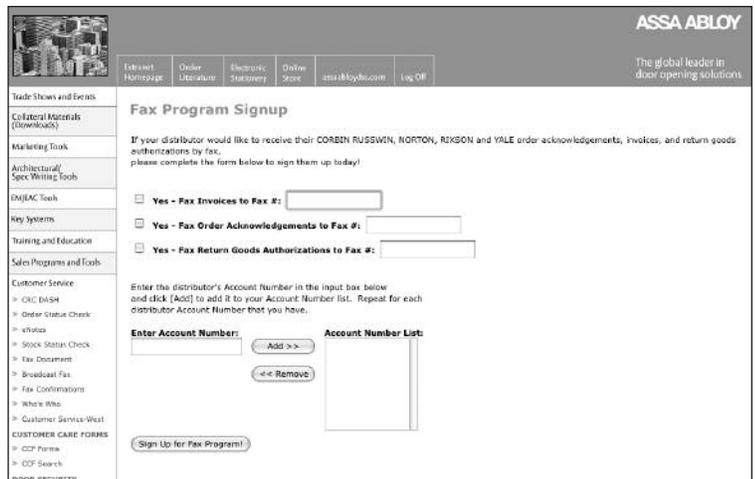 ASSA ABLOY
The global leader in
door opening solutions
Extranet
Homepage
Order
Literature
Electronic
Stationery
Online
Store
assaabloydss.com
Log Off
Trade Shows and Events
Collateral Materials
(Downloads)
Marketing Tools
Architectural/
Spec Writing Tools
EMJEAC Tools
Key Systems
Training and Education
Sales Programs and Tools
Customer Service
» CRC DASH
» Order Status Check
» eNotes
» Stock Status Check
» Fax Document
» Broadcast Fax
» Fax Confirmations
» Who's Who
» Customer Service-West
CUSTOMER CARE FORMS
» CCF Forms
» CCF Search
DOOR SECURITY
Fax Program Signup
If your distributor would like to receive their CORBIN RUSSWIN, NORTON, RIXSON and YALE order acknowledgements, invoices, and return goods
authorizations by fax,
please complete the form below to sign them up today!
Yes - Fax Invoices to Fax #:
Yes - Fax Order Acknowledgements to Fax #:
Yes - Fax Return Goods Authorizations to Fax #:
Enter the distributor's Account Number in the input box below
and click [Add] to add it to your Account Number list. Repeat for each
distributor Account Number that you have.
Enter Account Number:
Account Number List:
Add >>
<< Remove
Sign Up for Fax Program!